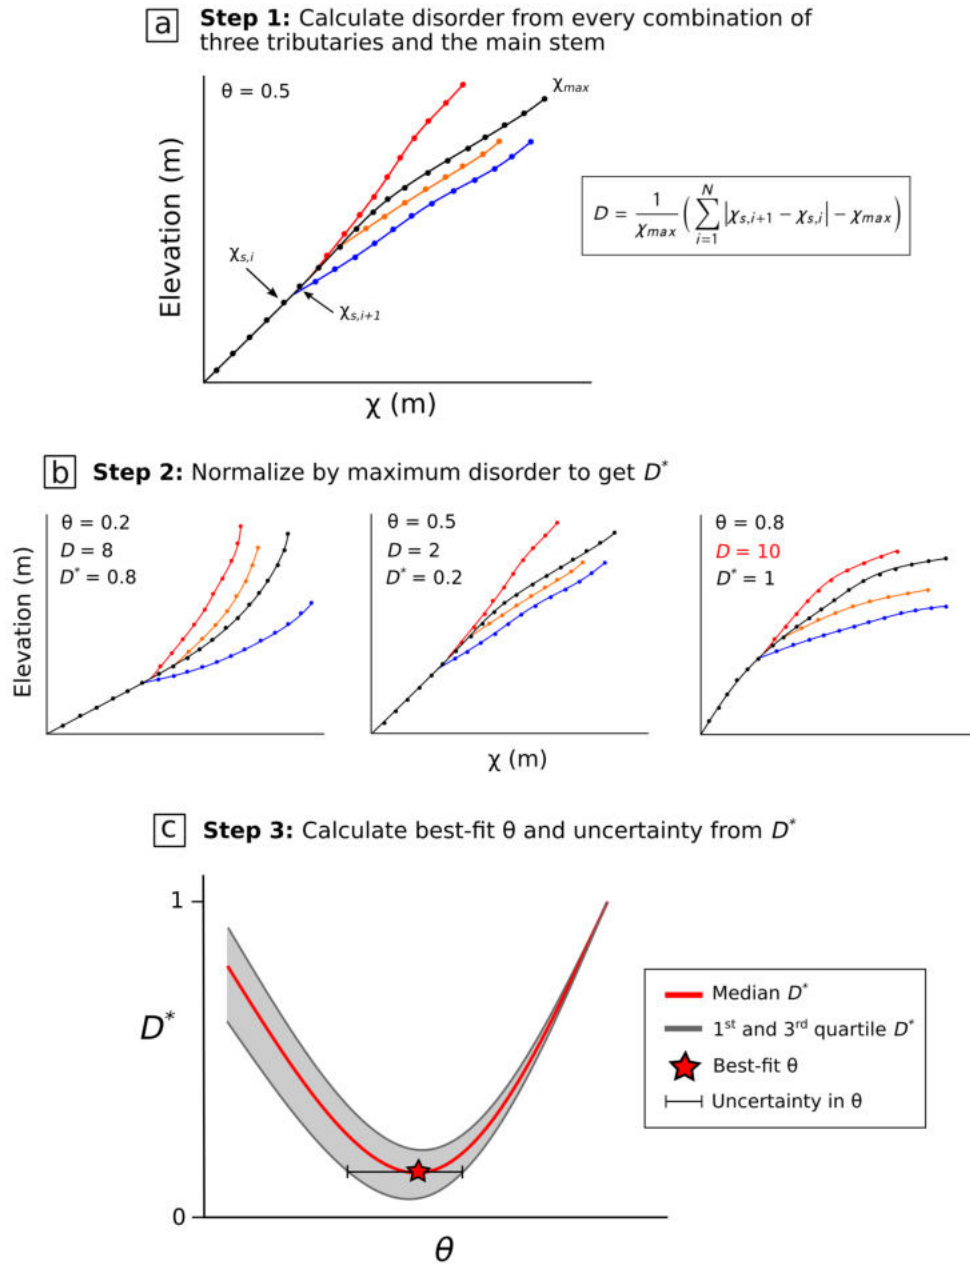 a Step 1: Calculate disorder from every combination of
three tributaries and the main stem
θ = 0.5
χmax
Elevation (m)
D = 1/χmax ( ∑ i=1 N |χs,i+1 − χs,i| − χmax )
χs,i
χs,i+1
χ (m)
b Step 2: Normalize by maximum disorder to get D*
θ = 0.2
D = 8
D* = 0.8
θ = 0.5
D = 2
D* = 0.2
θ = 0.8
D = 10
D* = 1
Elevation (m)
χ (m)
c Step 3: Calculate best-fit θ and uncertainty from D*
1
D*
0
θ
Median D*
1st and 3rd quartile D*
Best-fit θ
Uncertainty in θ